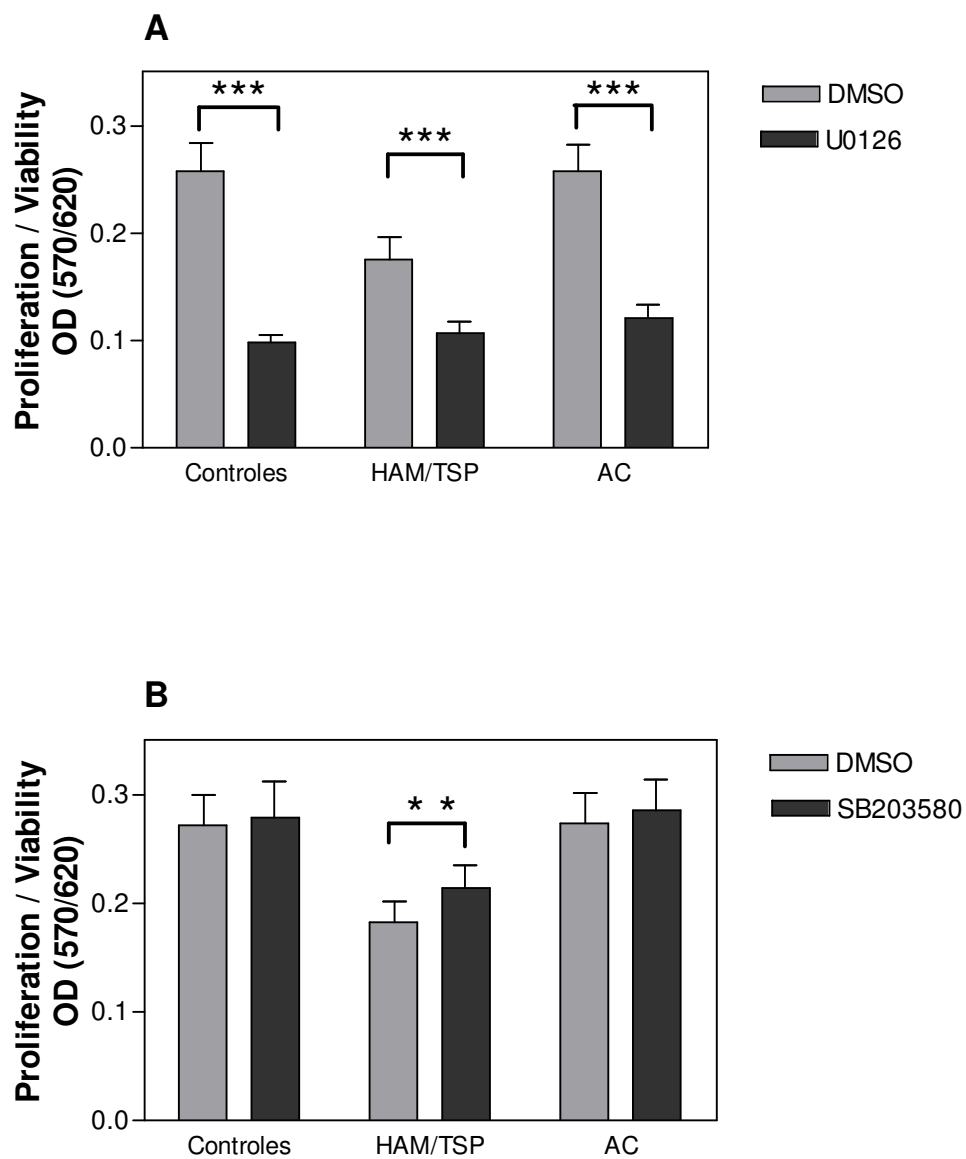 A
Proliferation / Viability
OD (570/620)
0.3
0.2
0.1
0.0
***
***
***
Controles
HAM/TSP
AC
DMSO
U0126
B
Proliferation / Viability
OD (570/620)
0.3
0.2
0.1
0.0
* *
Controles
HAM/TSP
AC
DMSO
SB203580